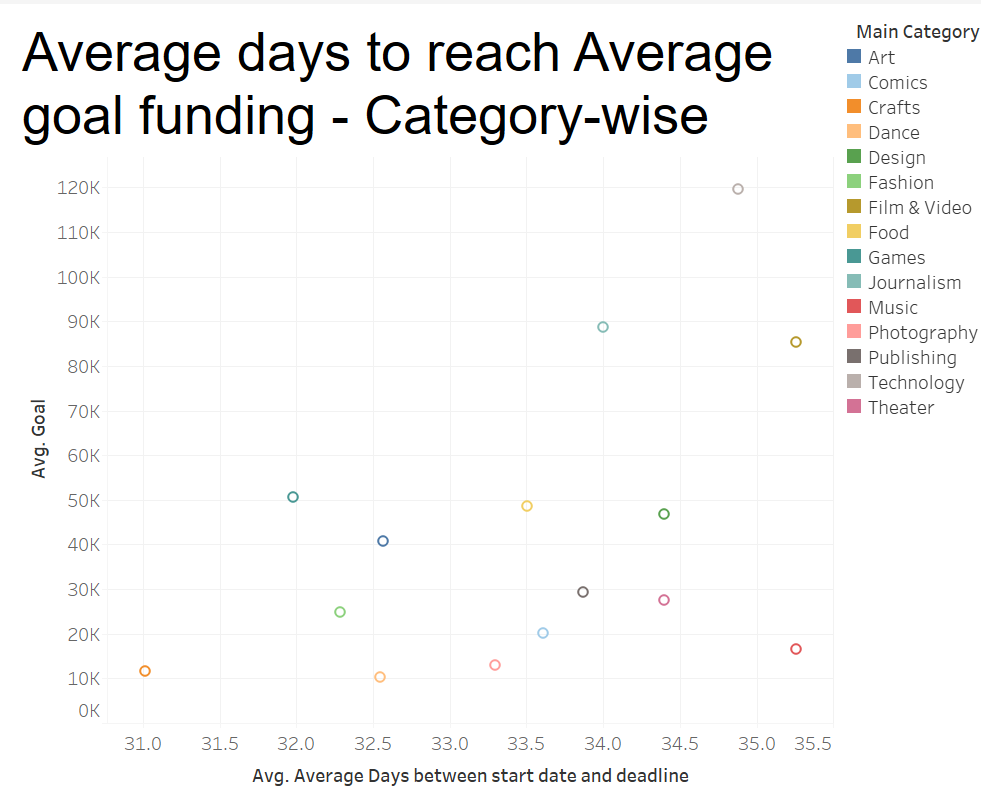 Average days to reach Average
goal funding - Category-wise
Main Category
Art
Comics
Crafts
Dance
Design
Fashion
Film & Video
Food
Games
Journalism
Music
Photography
Publishing
Technology
Theater
Avg. Goal
120K
110K
100K
90K
80K
70K
60K
50K
40K
30K
20K
10K
0K
31.0 31.5 32.0 32.5 33.0 33.5 34.0 34.5 35.0 35.5
Avg. Average Days between start date and deadline